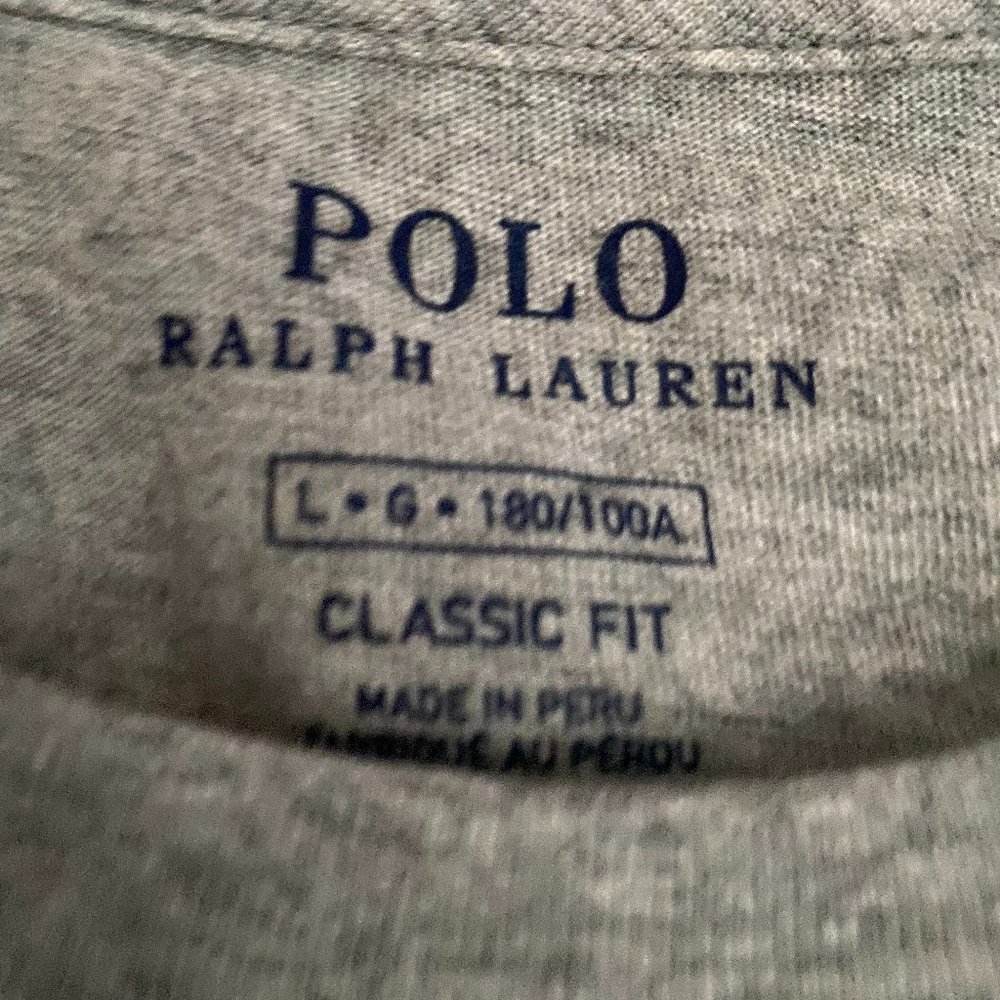 POLO
RALPH LAUREN
L • G • 180/100A
CLASSIC FIT
MADE IN PERU
FABRIQUÉ AU PÉROU